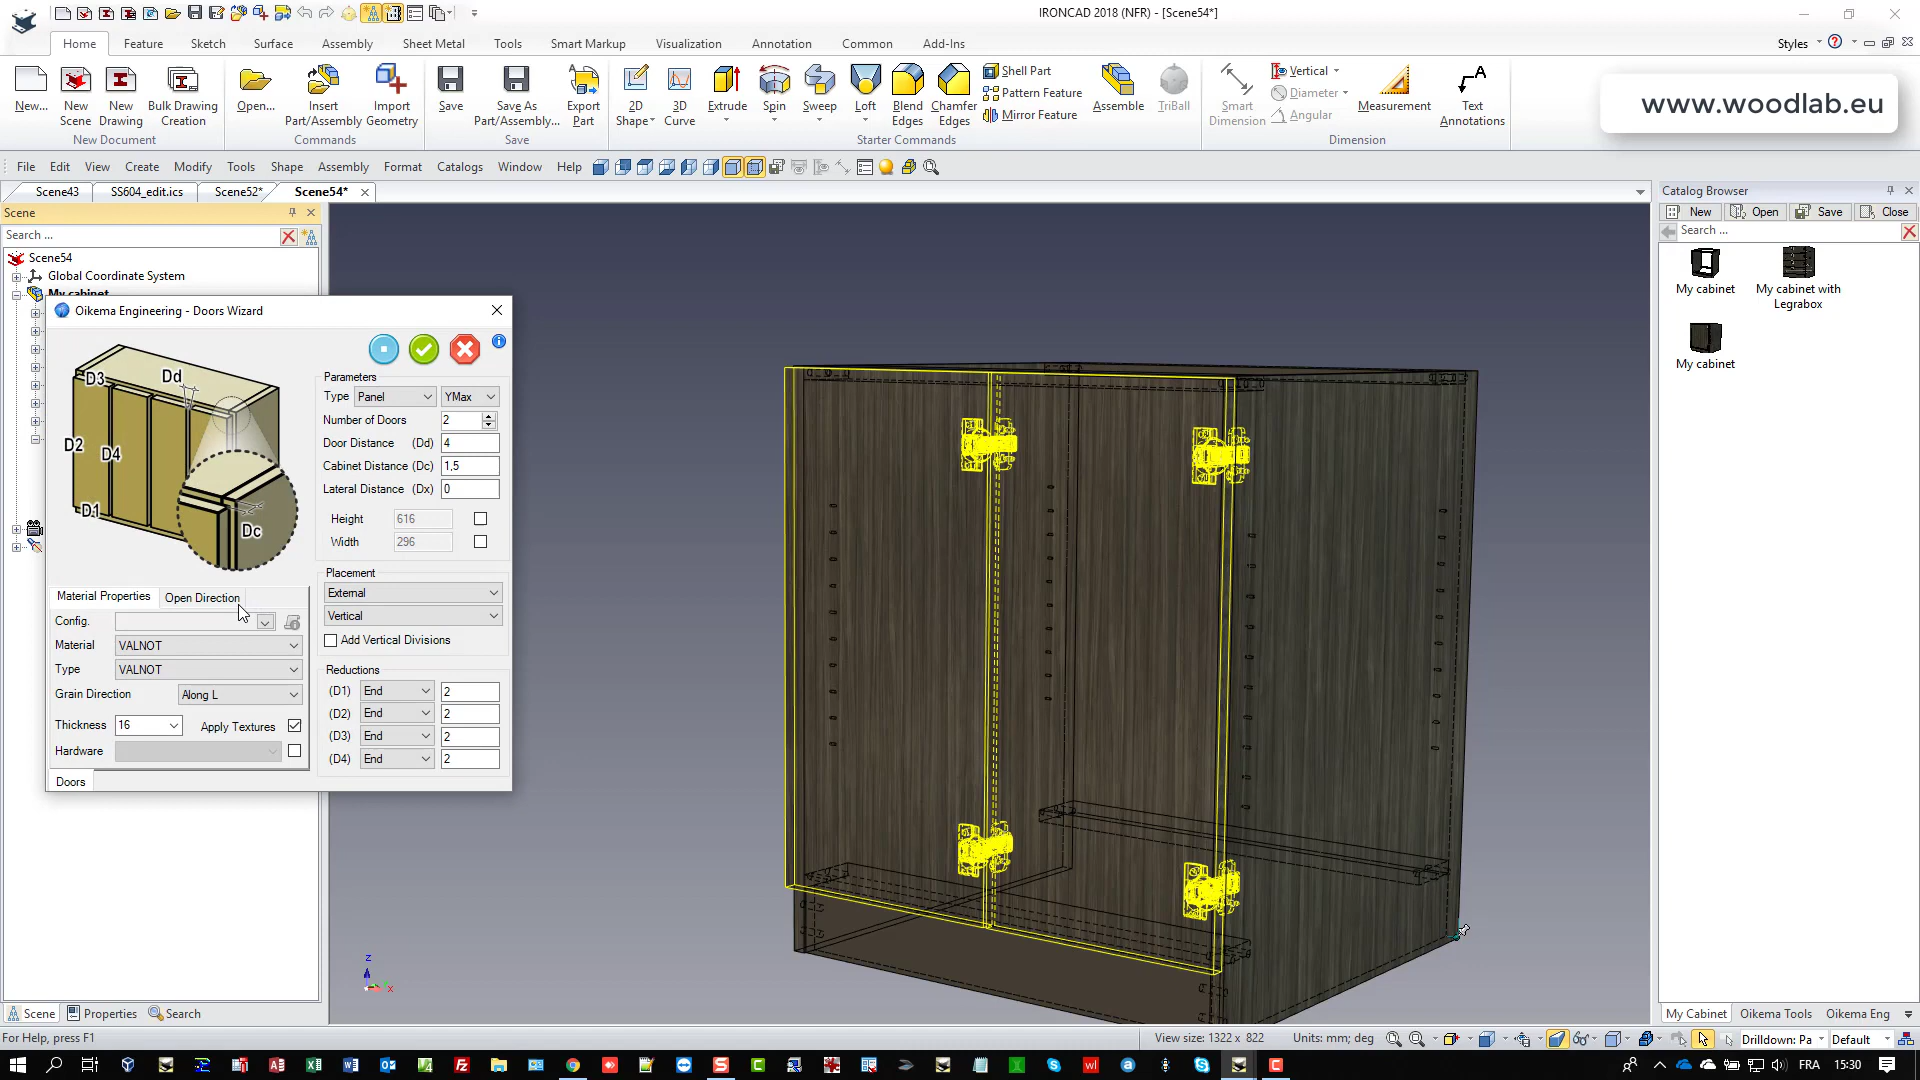 IRONCAD 2018 (NFR) - [Scene54*]
Home Feature Sketch Surface Assembly Sheet Metal Tools Smart Markup Visualization Annotation Common Add-Ins Styles
New... New Scene New Drawing Bulk Drawing Creation
New Document
Open... Insert Part/Assembly Import Geometry
Commands
Save Save As Part/Assembly... Export Part
Save
2D Shape 3D Curve Extrude Spin Sweep Loft Blend Edges Chamfer Edges
Shell Part
Pattern Feature
Mirror Feature
Assemble TriBall
Starter Commands
Smart Dimension
Vertical
Diameter
Angular
Measurement Text Annotations
Dimension
www.woodlab.eu
File Edit View Create Modify Tools Shape Assembly Format Catalogs Window Help
Scene43 SS604_edit.ics Scene52* Scene54*
Scene
Search ...
Scene54
Global Coordinate System
My cabinet
Oikema Engineering - Doors Wizard
D3 Dd
D2 D4
D1 Dc
Parameters
Type Panel YMax
Number of Doors 2
Door Distance (Dd) 4
Cabinet Distance (Dc) 1,5
Lateral Distance (Dx) 0
Height 616
Width 296
Placement
External
Vertical
Add Vertical Divisions
Reductions
(D1) End 2
(D2) End 2
(D3) End 2
(D4) End 2
Material Properties Open Direction
Config.
Material VALNOT
Type VALNOT
Grain Direction Along L
Thickness 16 Apply Textures
Hardware
Doors
z
x
Catalog Browser
New Open Save Close
Search ...
My cabinet
My cabinet with Legrabox
My cabinet
Scene Properties Search
My Cabinet Oikema Tools Oikema Eng
For Help, press F1
View size: 1322 x 822 Units: mm; deg Drilldown: Pa Default
FRA 15:30